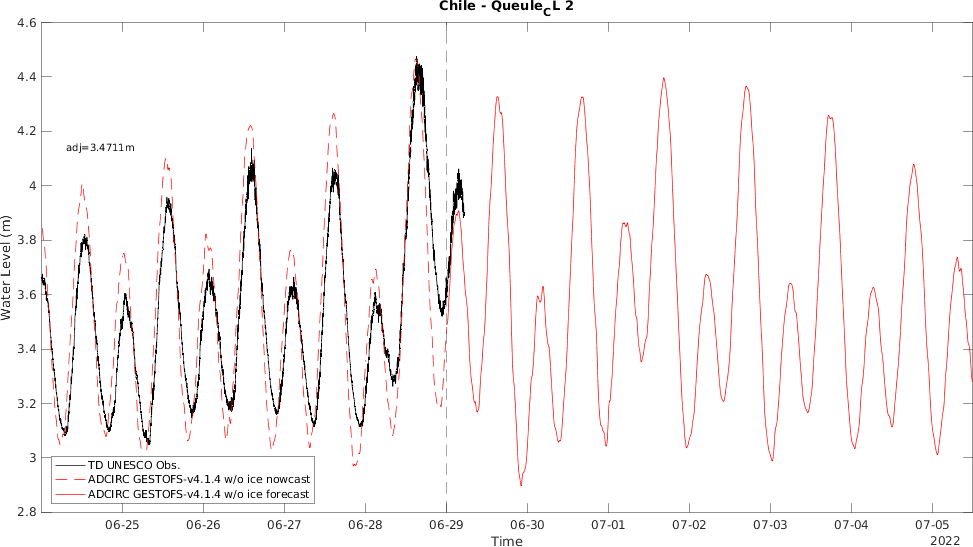 Chile - Queule_CL 2
4.6
4.4
4.2
4
3.8
3.6
3.4
3.2
3
2.8
Water Level (m)
adj=3.4711m
TD UNESCO Obs.
ADCIRC GESTOFS-v4.1.4 w/o ice nowcast
ADCIRC GESTOFS-v4.1.4 w/o ice forecast
06-25 06-26 06-27 06-28 06-29 06-30 07-01 07-02 07-03 07-04 07-05
Time
2022